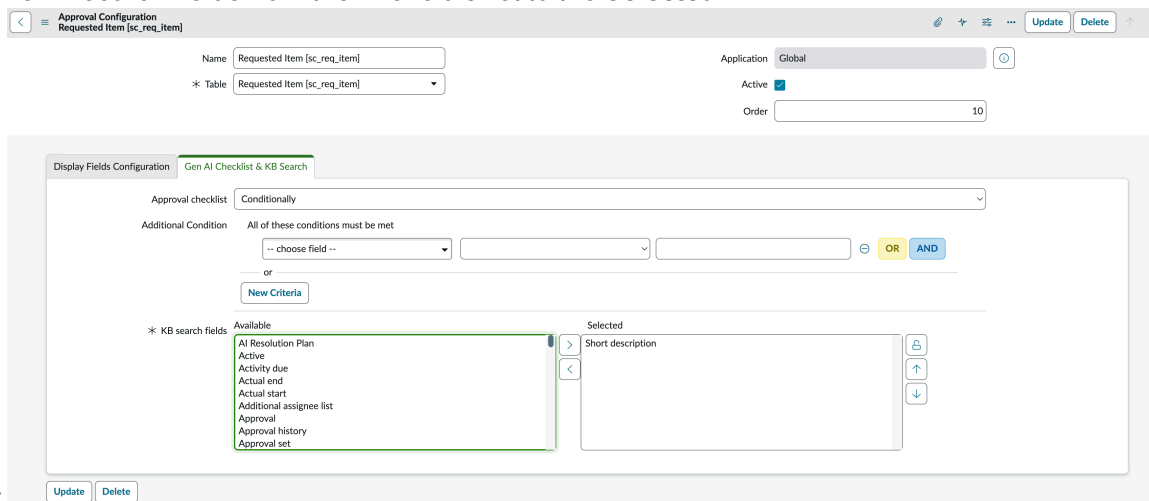 Approval Configuration
Requested Item [sc_req_item]
Update
Delete
Name
Requested Item [sc_req_item]
Application
Global
✳ Table
Requested Item [sc_req_item]
Active
Order
10
Display Fields Configuration
Gen AI Checklist & KB Search
Approval checklist
Conditionally
Additional Condition
All of these conditions must be met
-- choose field --
OR
AND
or
New Criteria
✳ KB search fields
Available
Selected
AI Resolution Plan
Active
Activity due
Actual end
Actual start
Additional assignee list
Approval
Approval history
Approval set
Short description
Update
Delete